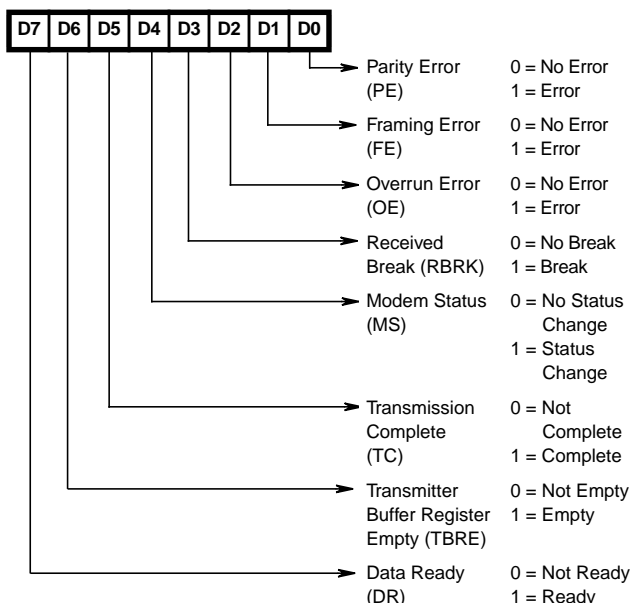 D7 D6 D5 D4 D3 D2 D1 D0
Parity Error 0 = No Error
(PE) 1 = Error
Framing Error 0 = No Error
(FE) 1 = Error
Overrun Error 0 = No Error
(OE) 1 = Error
Received 0 = No Break
Break (RBRK) 1 = Break
Modem Status 0 = No Status
(MS) Change
1 = Status
Change
Transmission 0 = Not
Complete Complete
(TC) 1 = Complete
Transmitter 0 = Not Empty
Buffer Register 1 = Empty
Empty (TBRE)
Data Ready 0 = Not Ready
(DR) 1 = Ready